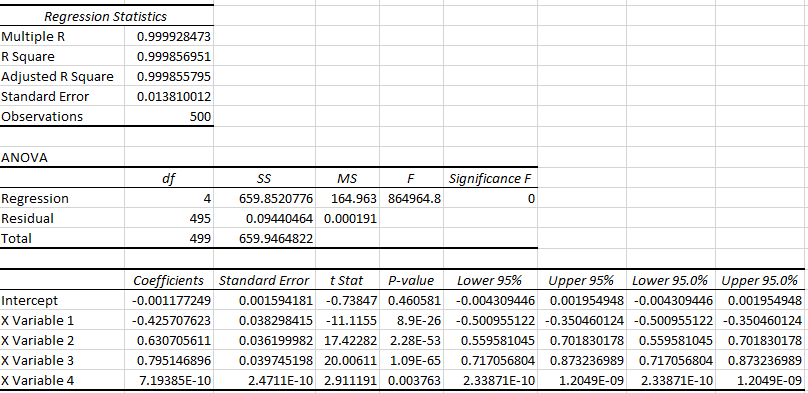 Regression Statistics
Multiple R 0.999928473
R Square 0.999856951
Adjusted R Square 0.999855795
Standard Error 0.013810012
Observations 500
ANOVA
df SS MS F Significance F
Regression 4 659.8520776 164.963 864964.8 0
Residual 495 0.09440464 0.000191
Total 499 659.9464822
Coefficients Standard Error t Stat P-value Lower 95% Upper 95% Lower 95.0% Upper 95.0%
Intercept -0.001177249 0.001594181 -0.73847 0.460581 -0.004309446 0.001954948 -0.004309446 0.001954948
X Variable 1 -0.425707623 0.038298415 -11.1155 8.9E-26 -0.500955122 -0.350460124 -0.500955122 -0.350460124
X Variable 2 0.630705611 0.036199982 17.42282 2.28E-53 0.559581045 0.701830178 0.559581045 0.701830178
X Variable 3 0.795146896 0.039745198 20.00611 1.09E-65 0.717056804 0.873236989 0.717056804 0.873236989
X Variable 4 7.19385E-10 2.4711E-10 2.911191 0.003763 2.33871E-10 1.2049E-09 2.33871E-10 1.2049E-09